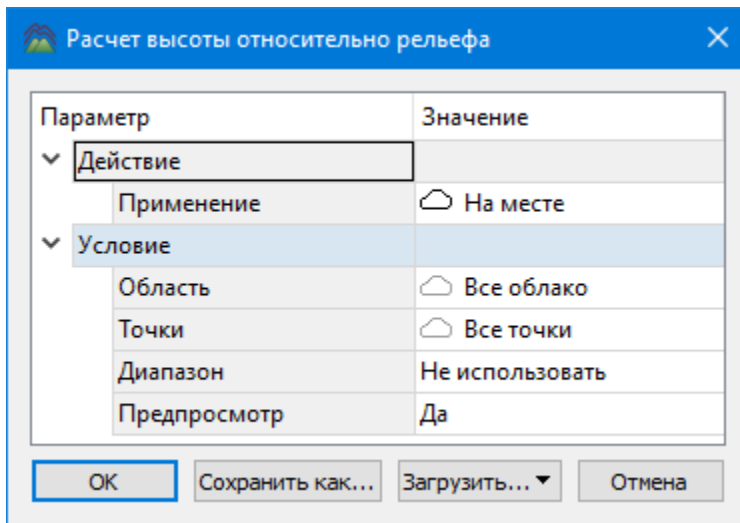 Расчет высоты относительно рельефа
Параметр Значение
Действие
Применение На месте
Условие
Область Все облако
Точки Все точки
Диапазон Не использовать
Предпросмотр Да
OK Сохранить как... Загрузить... Отмена